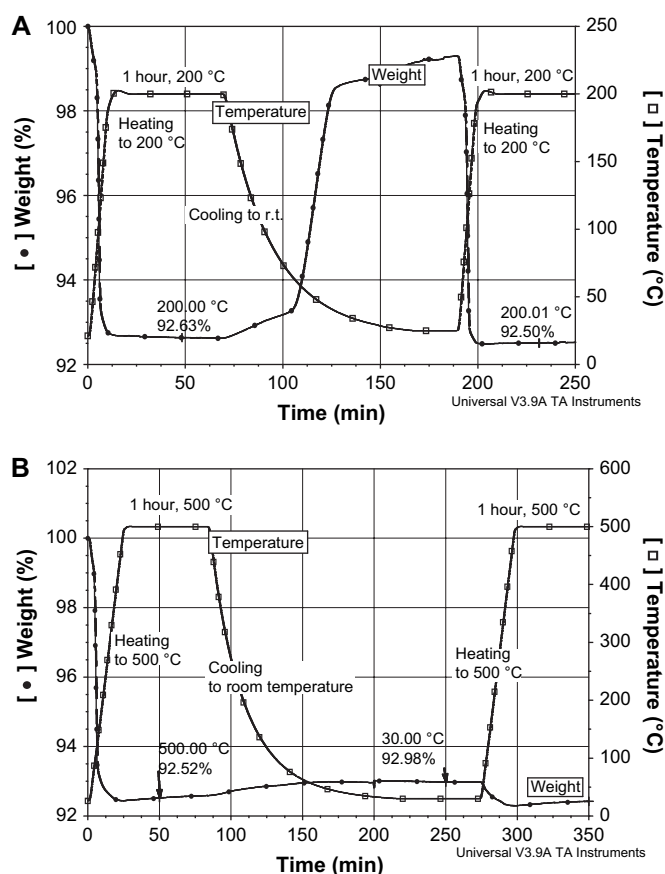 A
100
98
96
94
92
[ ● ] Weight (%)
250
200
150
100
50
0
[ □ ] Temperature (°C)
1 hour, 200 °C
Heating
to 200 °C
Temperature
Weight
Cooling to r.t.
1 hour, 200 °C
Heating
to 200 °C
200.00 °C
92.63%
200.01 °C
92.50%
0
50
100
150
200
250
Time (min)
Universal V3.9A TA Instruments
B
102
100
98
96
94
92
[ ● ] Weight (%)
600
500
400
300
200
100
0
[ □ ] Temperature (°C)
1 hour, 500 °C
Temperature
1 hour, 500 °C
Heating
to 500 °C
Cooling
to room temperature
Heating
to 500 °C
500.00 °C
92.52%
30.00 °C
92.98%
Weight
0
50
100
150
200
250
300
350
Time (min)
Universal V3.9A TA Instruments